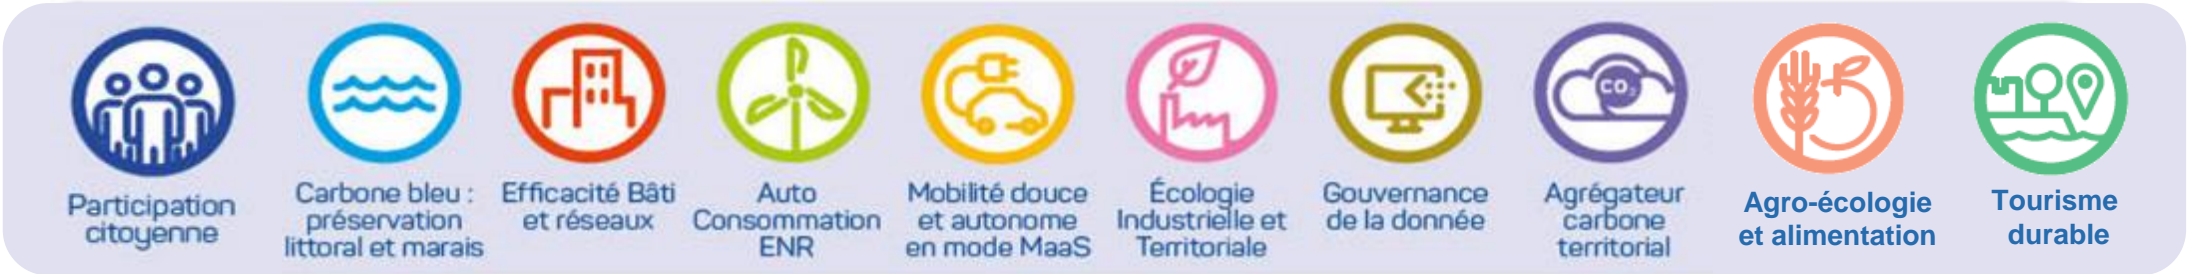 Participation
citoyenne
Carbone bleu :
préservation
littoral et marais
Efficacité Bâti
et réseaux
Auto
Consommation
ENR
Mobilité douce
et autonome
en mode MaaS
Écologie
Industrielle et
Territoriale
Gouvernance
de la donnée
CO₂
Agrégateur
carbone
territorial
Agro-écologie
et alimentation
Tourisme
durable